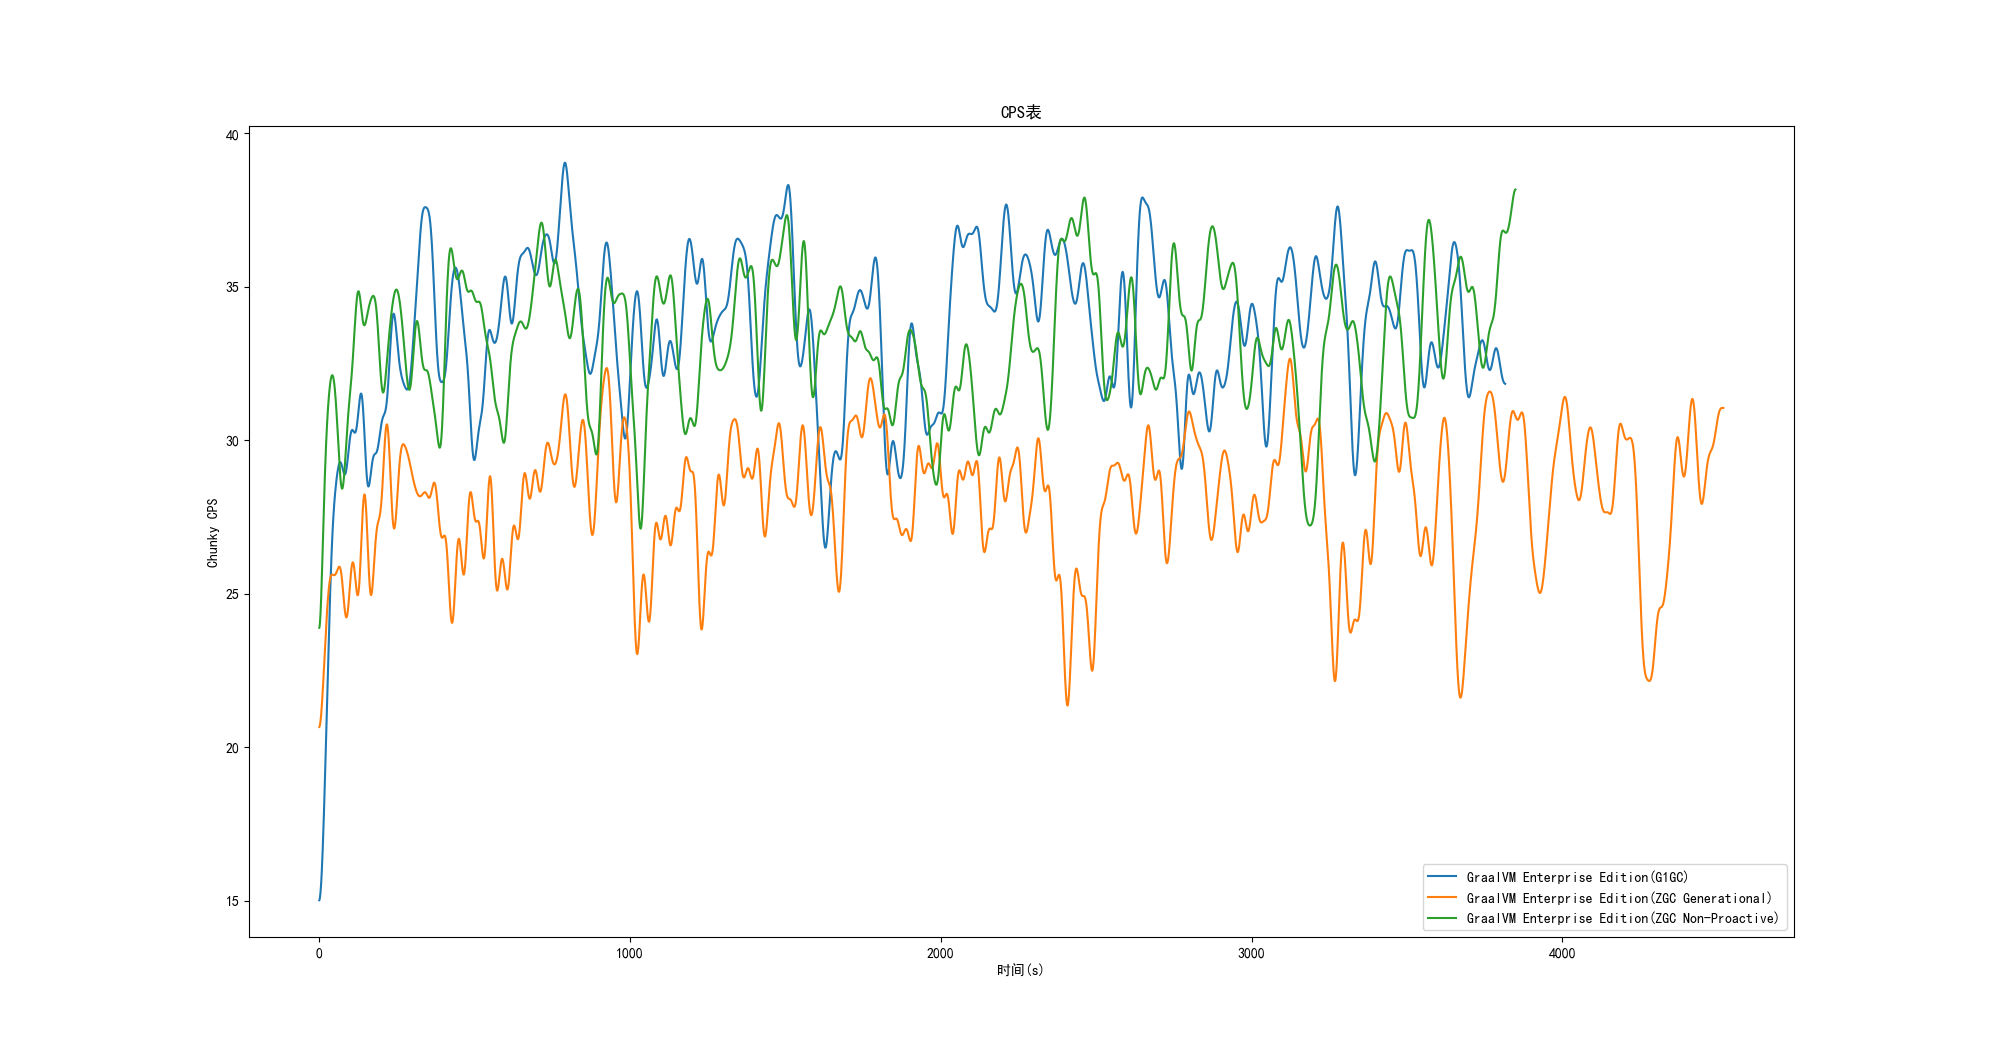 CPS表
40
35
30
25
20
15
Chunky CPS
0 1000 2000 3000 4000
时间(s)
GraalVM Enterprise Edition(G1GC)
GraalVM Enterprise Edition(ZGC Generational)
GraalVM Enterprise Edition(ZGC Non-Proactive)